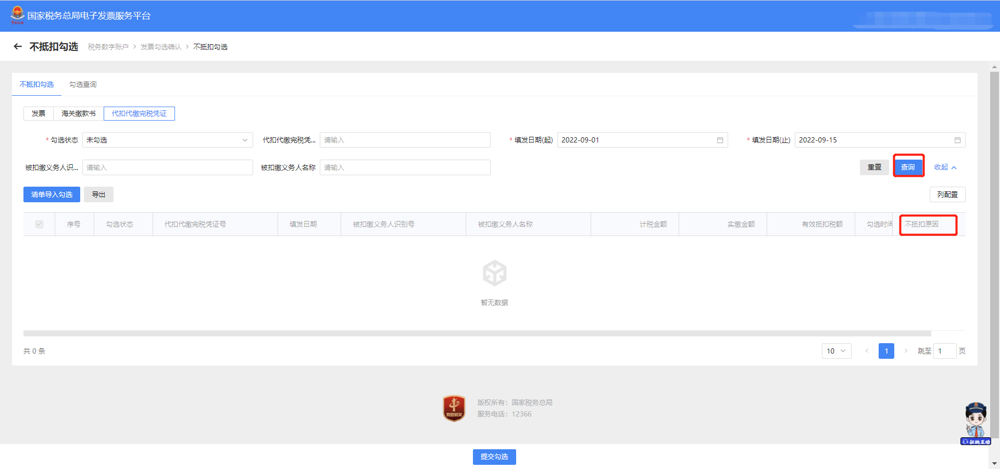 国家税务总局电子发票服务平台
不抵扣勾选 税务数字账户 > 发票勾选确认 > 不抵扣勾选
不抵扣勾选 勾选查询
发票 海关缴款书 代扣代缴完税凭证
* 勾选状态 未勾选 代扣代缴完税凭... 请输入 * 填发日期(起) 2022-09-01 * 填发日期(止) 2022-09-15
被扣缴义务人识... 请输入 被扣缴义务人名称 请输入 重置 查询 收起
清单导入勾选 导出 列配置
序号 勾选状态 代扣代缴完税凭证号 填发日期 被扣缴义务人识别号 被扣缴义务人名称 计税金额 实缴金额 有效抵扣税额 勾选时间 不抵扣原因
暂无数据
共 0 条 10 1 跳至 1 页
党政机关
版权所有：国家税务总局
服务电话：12366
征纳互动
提交勾选